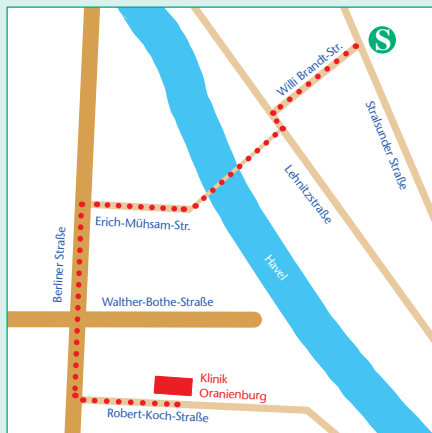 S
Willi Brandt-Str.
Stralsunder Straße
Lehnitzstraße
Erich-Mühsam-Str.
Berliner Straße
Havel
Walther-Bothe-Straße
Klinik
Oranienburg
Robert-Koch-Straße